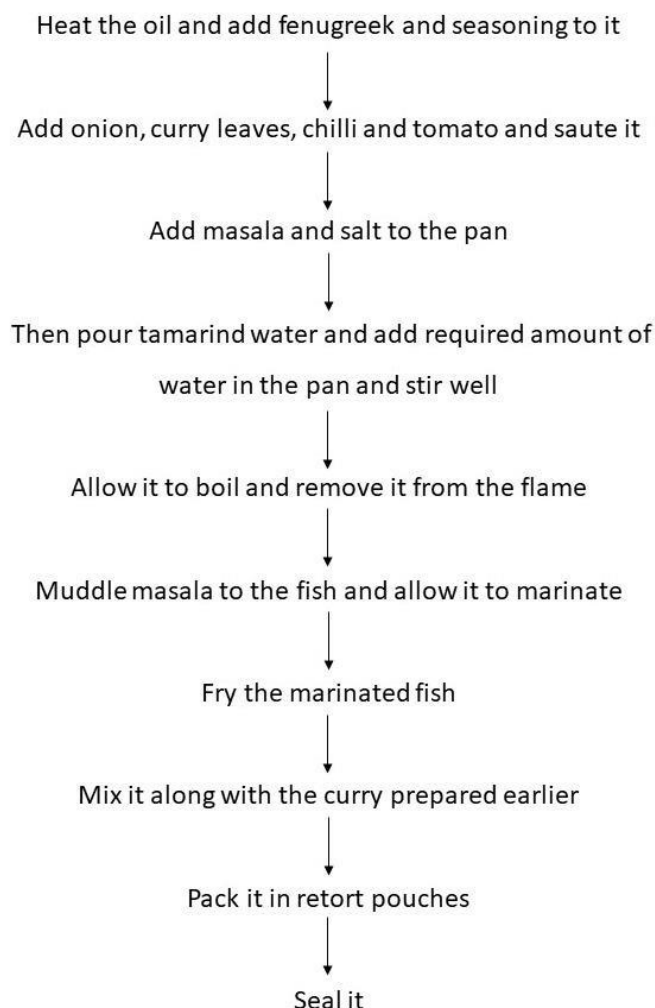 Heat the oil and add fenugreek and seasoning to it
Add onion, curry leaves, chilli and tomato and saute it
Add masala and salt to the pan
Then pour tamarind water and add required amount of
water in the pan and stir well
Allow it to boil and remove it from the flame
Muddle masala to the fish and allow it to marinate
Fry the marinated fish
Mix it along with the curry prepared earlier
Pack it in retort pouches
Seal it